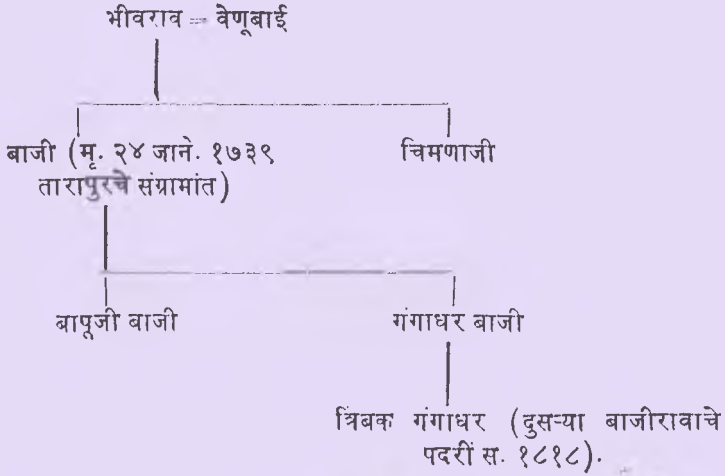 भीवराव = वेणूबाई
बाजी (मृ. २४ जाने. १७३९ चिमणाजी
तारापुरचे संग्रामांत)
बापूजी बाजी गंगाधर बाजी
त्रिंबक गंगाधर (दुसऱ्या बाजीरावाचे
पदरीं स. १८१८).